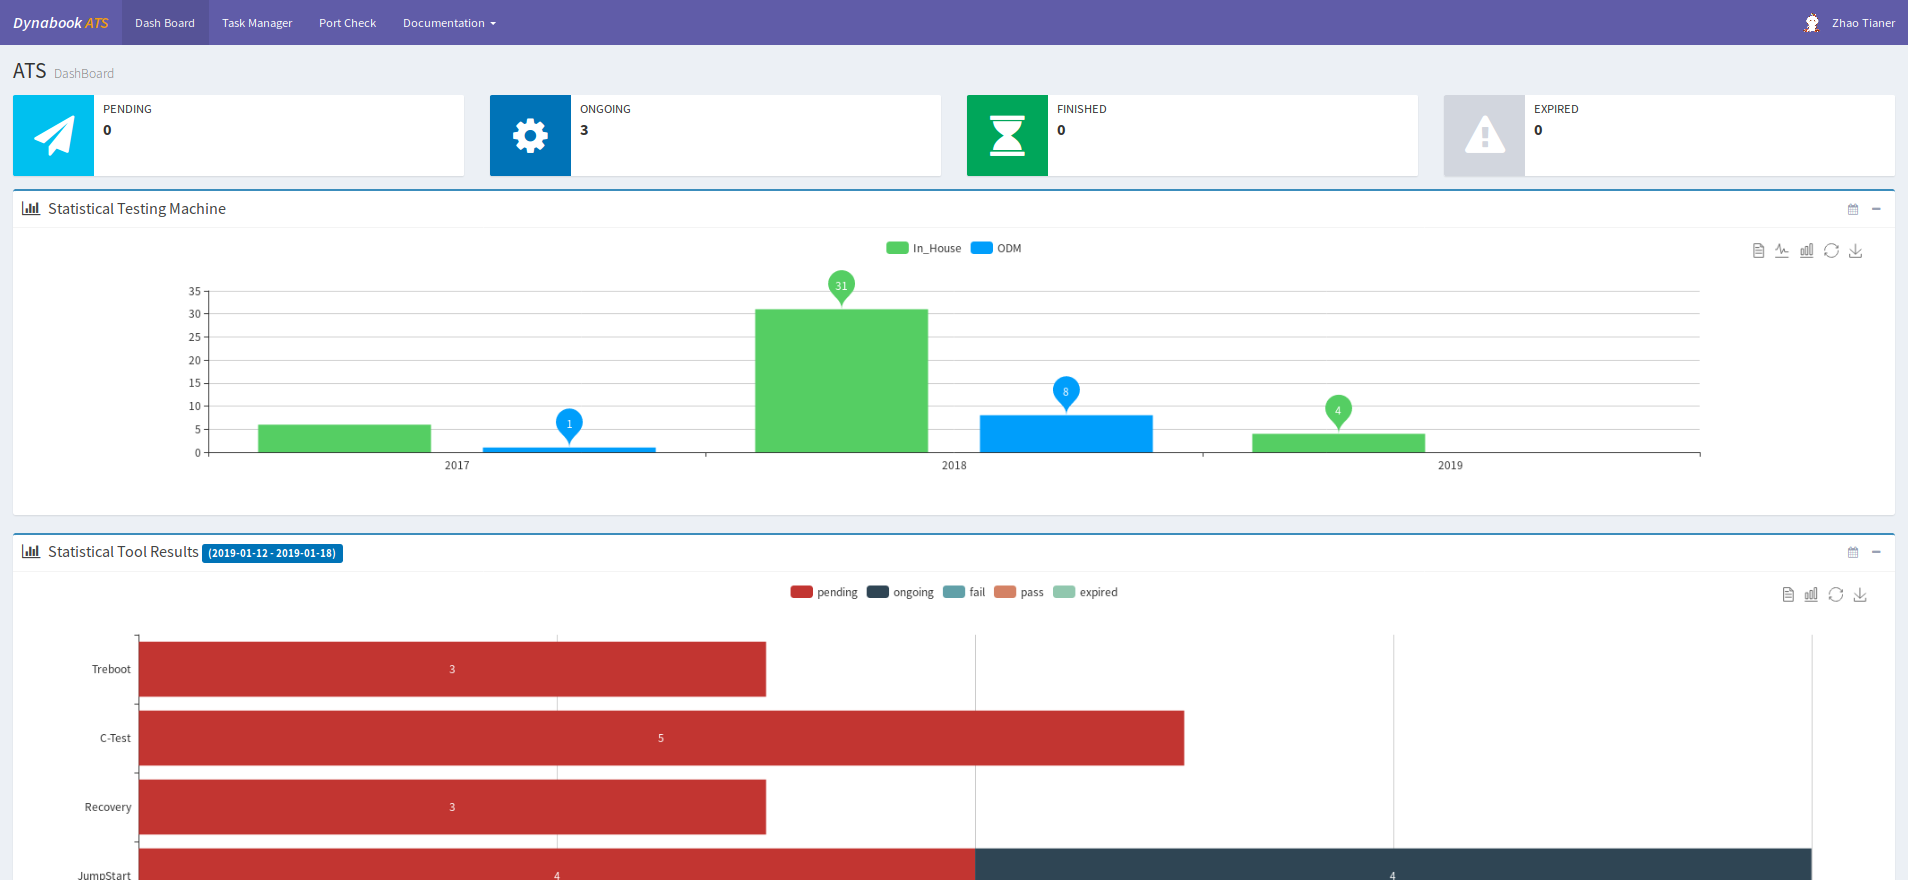 Dynabook ATS Dash Board Task Manager Port Check Documentation Zhao Tianer
ATS DashBoard
PENDING
0
ONGOING
3
FINISHED
0
EXPIRED
0
Statistical Testing Machine
In_House ODM
35
30
25
20
15
10
5
0
31
8
1
4
2017 2018 2019
Statistical Tool Results (2019-01-12 - 2019-01-18)
pending ongoing fail pass expired
Treboot 3
C-Test 5
Recovery 3
JumpStart 4 4